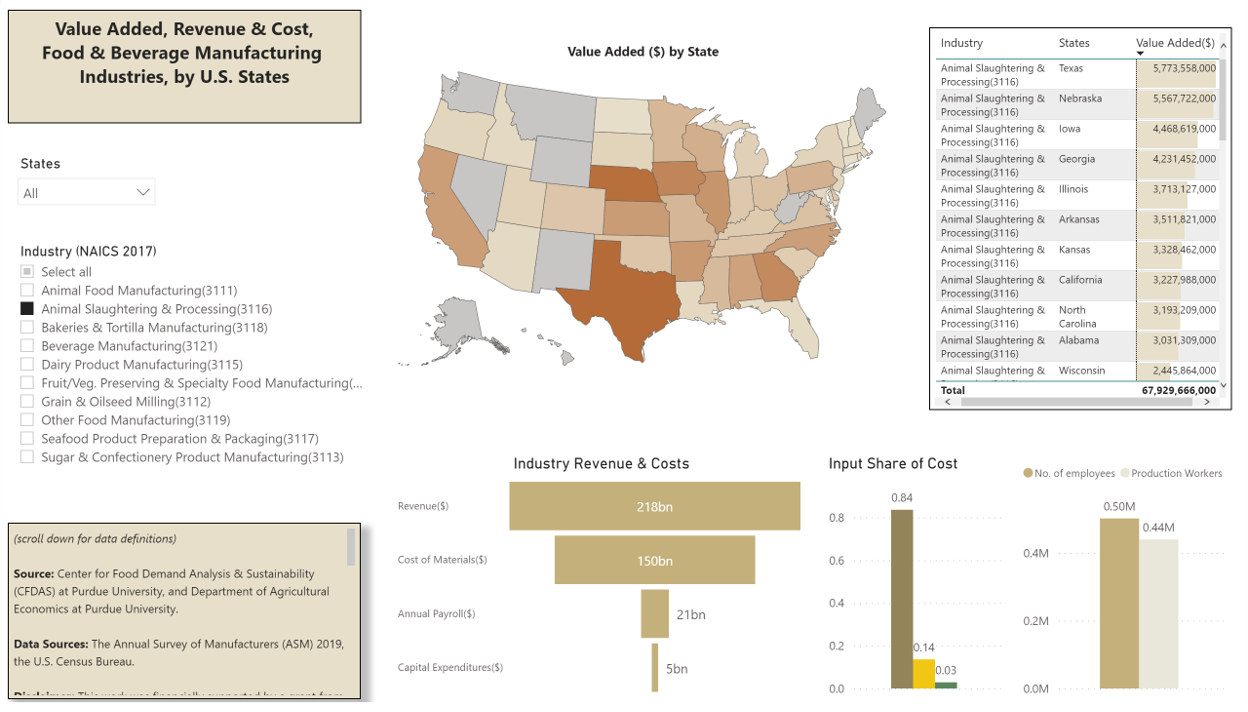 Value Added, Revenue & Cost,
Food & Beverage Manufacturing
Industries, by U.S. States
States
All
Industry (NAICS 2017)
Select all
Animal Food Manufacturing(3111)
Animal Slaughtering & Processing(3116)
Bakeries & Tortilla Manufacturing(3118)
Beverage Manufacturing(3121)
Dairy Product Manufacturing(3115)
Fruit/Veg. Preserving & Specialty Food Manufacturing(...
Grain & Oilseed Milling(3112)
Other Food Manufacturing(3119)
Seafood Product Preparation & Packaging(3117)
Sugar & Confectionery Product Manufacturing(3113)
(scroll down for data definitions)
Source: Center for Food Demand Analysis & Sustainability
(CFDAS) at Purdue University, and Department of Agricultural
Economics at Purdue University.
Data Sources: The Annual Survey of Manufacturers (ASM) 2019,
the U.S. Census Bureau.
Disclaimer: This work was financially supported by a grant from
Value Added ($) by State
Industry States Value Added($)
Animal Slaughtering & Texas 5,773,558,000
Processing(3116)
Animal Slaughtering & Nebraska 5,567,722,000
Processing(3116)
Animal Slaughtering & Iowa 4,468,619,000
Processing(3116)
Animal Slaughtering & Georgia 4,231,452,000
Processing(3116)
Animal Slaughtering & Illinois 3,713,127,000
Processing(3116)
Animal Slaughtering & Arkansas 3,511,821,000
Processing(3116)
Animal Slaughtering & Kansas 3,328,462,000
Processing(3116)
Animal Slaughtering & California 3,227,988,000
Processing(3116)
Animal Slaughtering & North 3,193,209,000
Processing(3116) Carolina
Animal Slaughtering & Alabama 3,031,309,000
Processing(3116)
Animal Slaughtering & Wisconsin 2,445,864,000
Total 67,929,666,000
Industry Revenue & Costs
Revenue($) 218bn
Cost of Materials($) 150bn
Annual Payroll($) 21bn
Capital Expenditures($) 5bn
Input Share of Cost
0.84
0.8
0.6
0.4
0.2
0.14
0.03
0.0
No. of employees Production Workers
0.50M
0.44M
0.4M
0.2M
0.0M